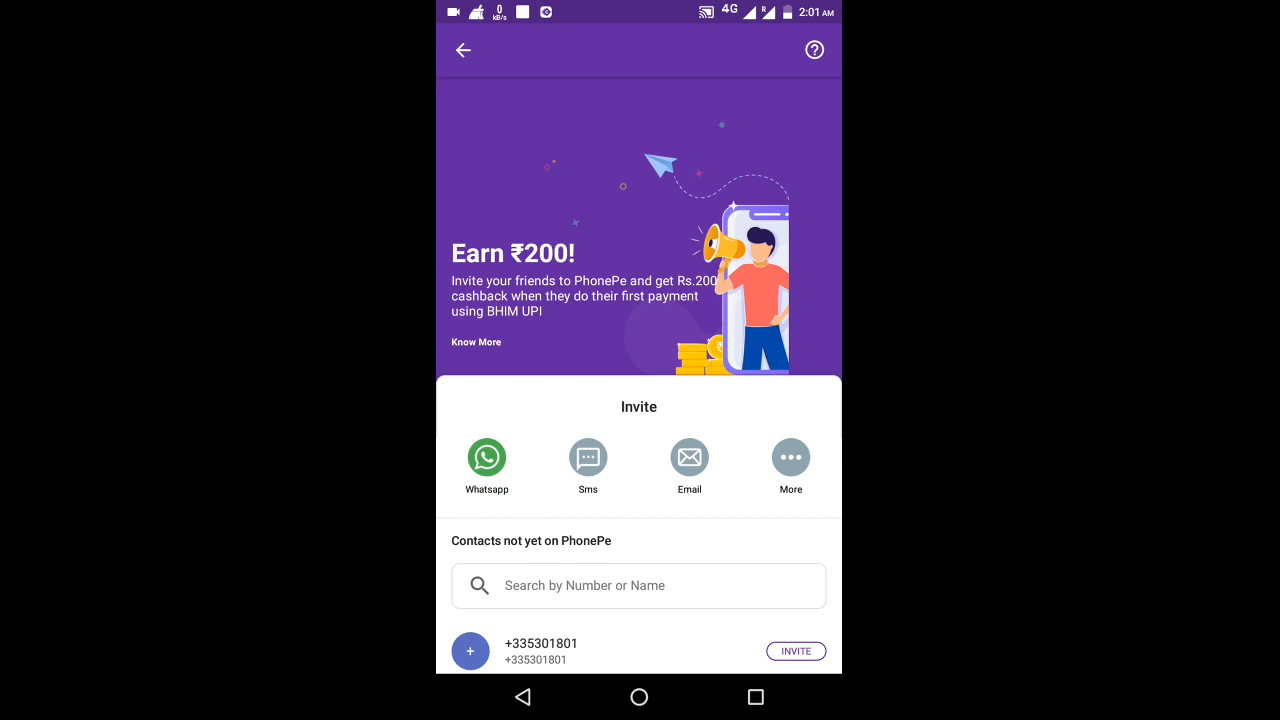 0
kB/s
4G
R
2:01 AM
Earn ₹200!
Invite your friends to PhonePe and get Rs.200
cashback when they do their first payment
using BHIM UPI
Know More
Invite
Whatsapp
Sms
Email
More
Contacts not yet on PhonePe
Search by Number or Name
+335301801
+335301801
INVITE